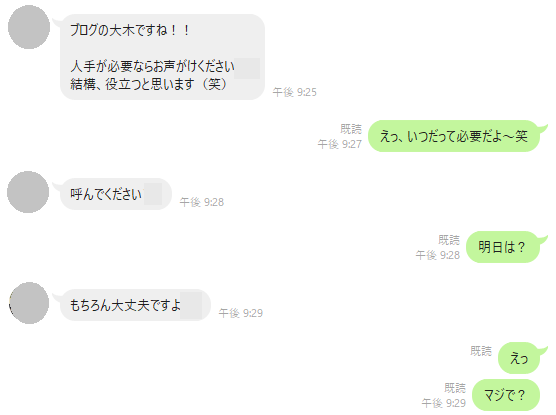 ブログの大木ですね！！
人手が必要ならお声がけください
結構、役立つと思います（笑）
午後 9:25
既読
午後 9:27
えっ、いつだって必要だよ～笑
呼んでください
午後 9:28
既読
午後 9:28
明日は？
もちろん大丈夫ですよ
午後 9:29
既読
えっ
既読
午後 9:29
マジで？